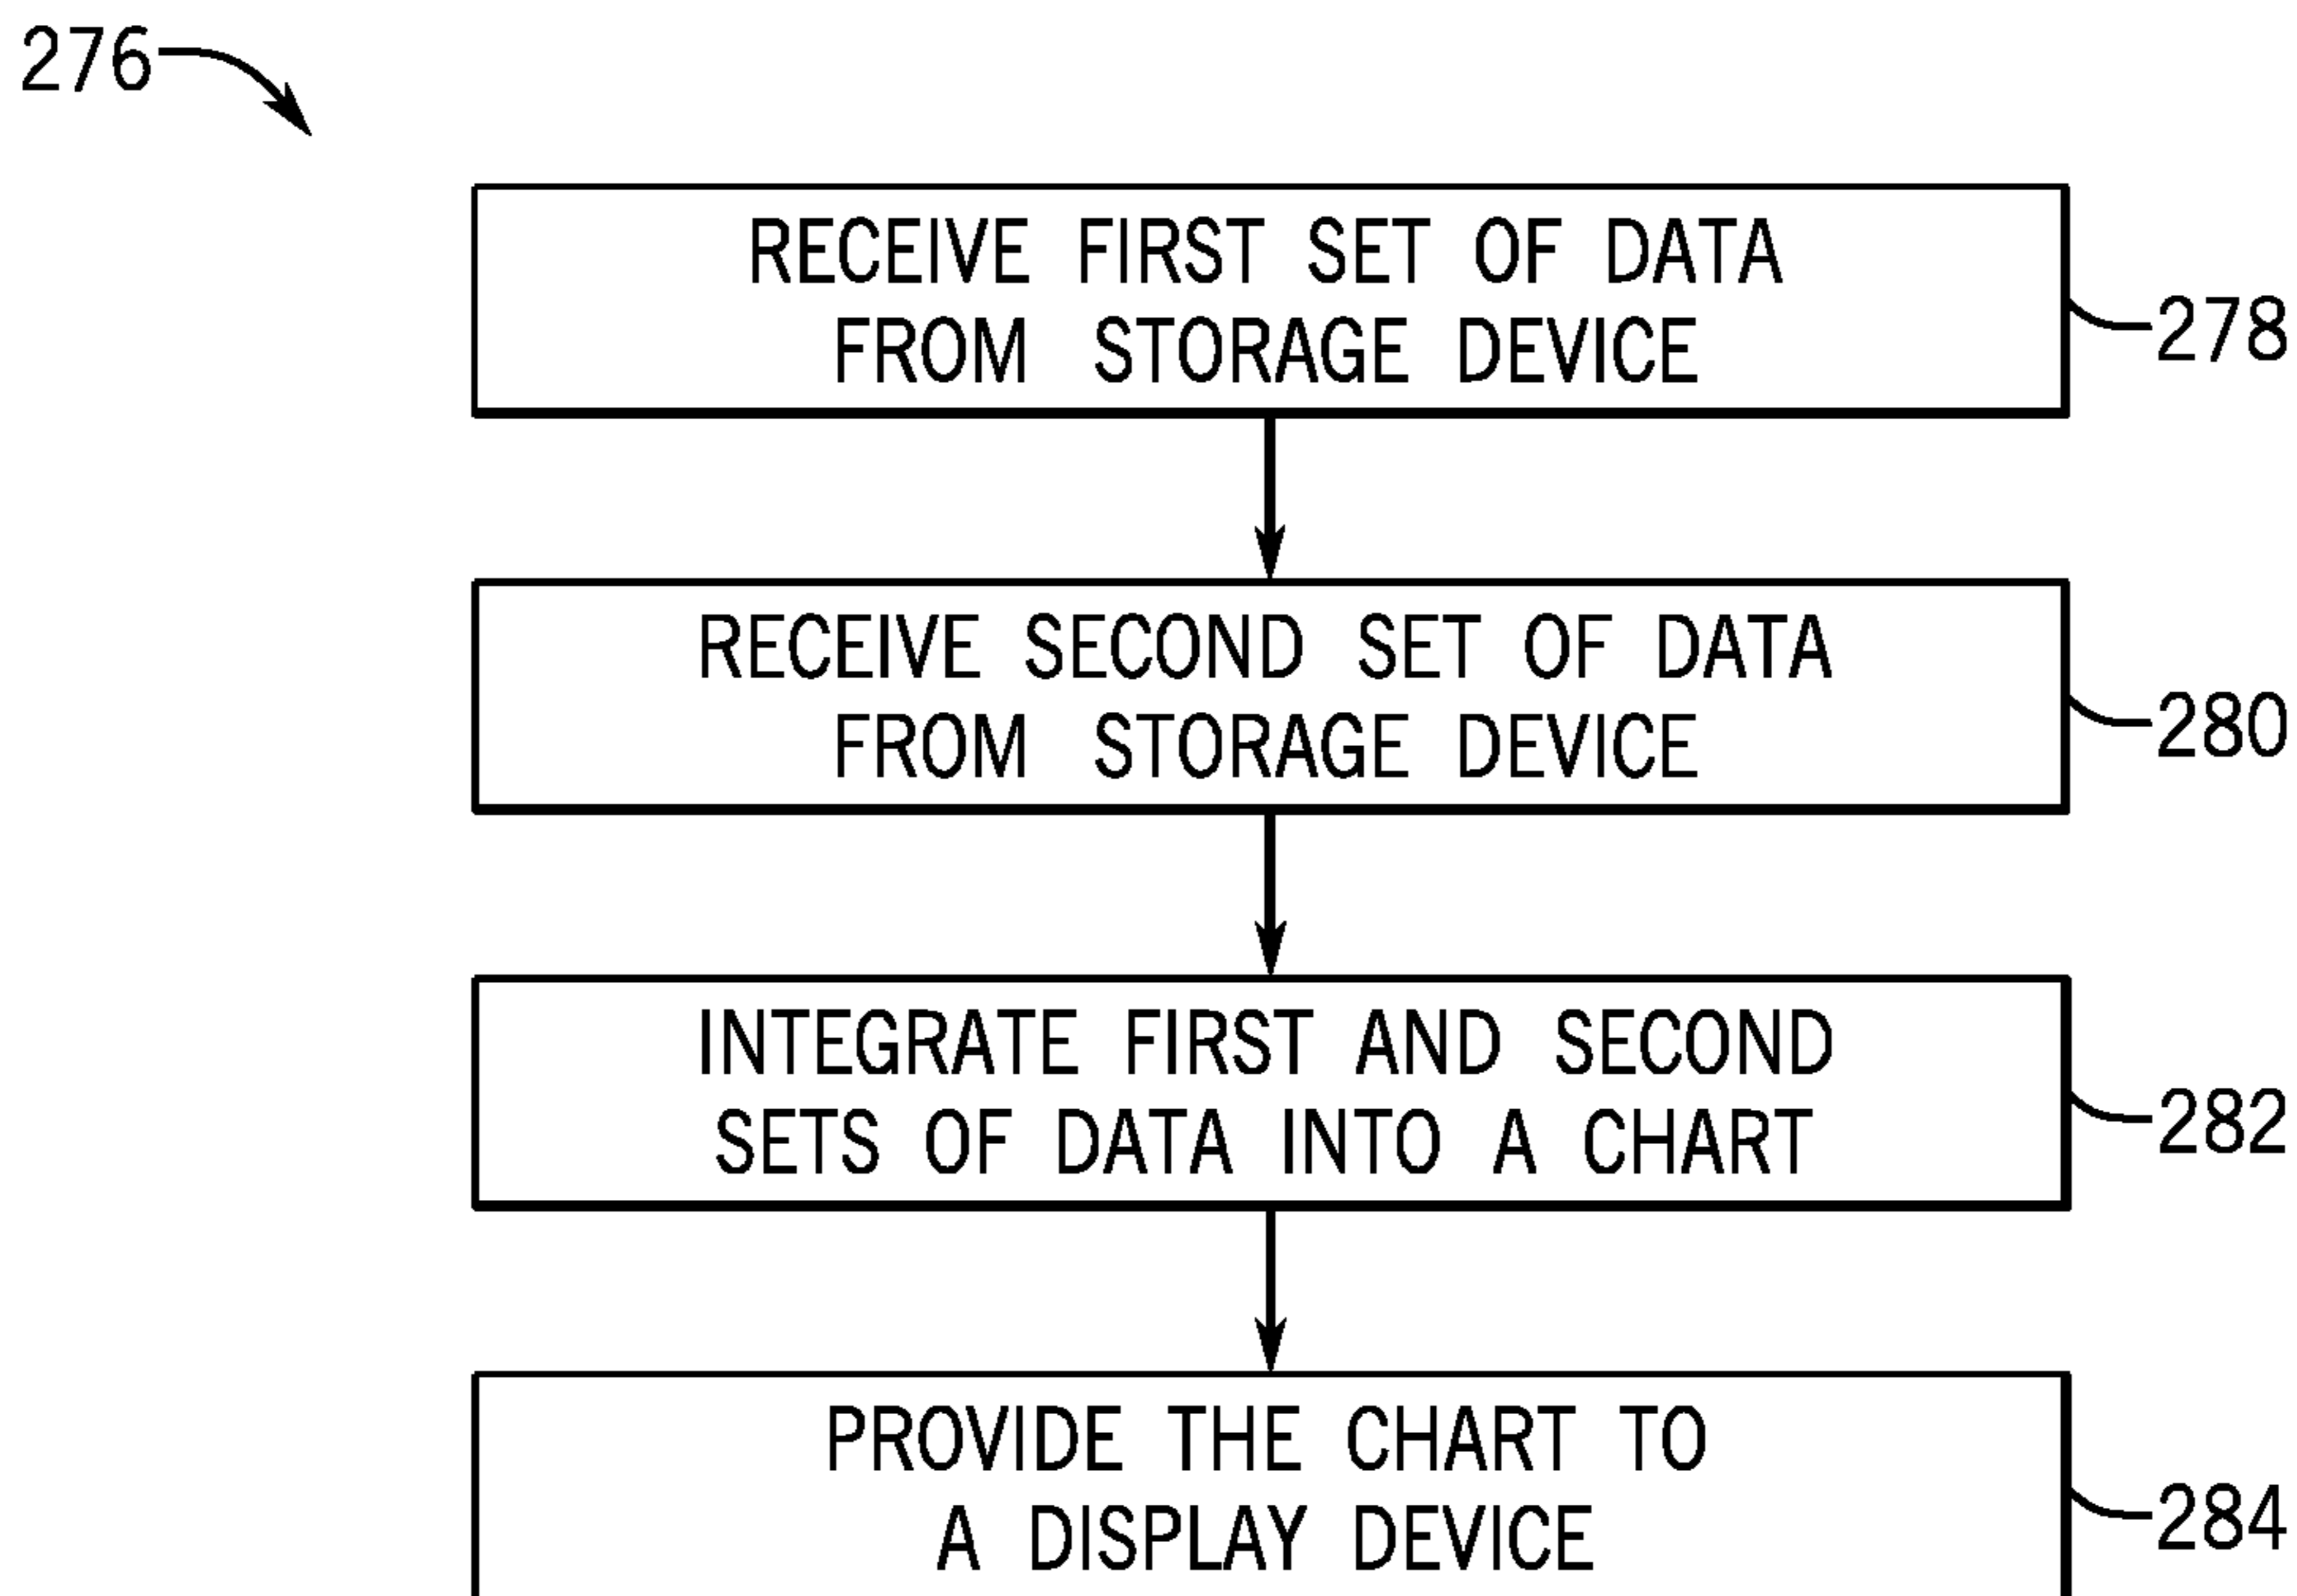 276
RECEIVE FIRST SET OF DATA
FROM STORAGE DEVICE
278
RECEIVE SECOND SET OF DATA
FROM STORAGE DEVICE
280
INTEGRATE FIRST AND SECOND
SETS OF DATA INTO A CHART
282
PROVIDE THE CHART TO
A DISPLAY DEVICE
284